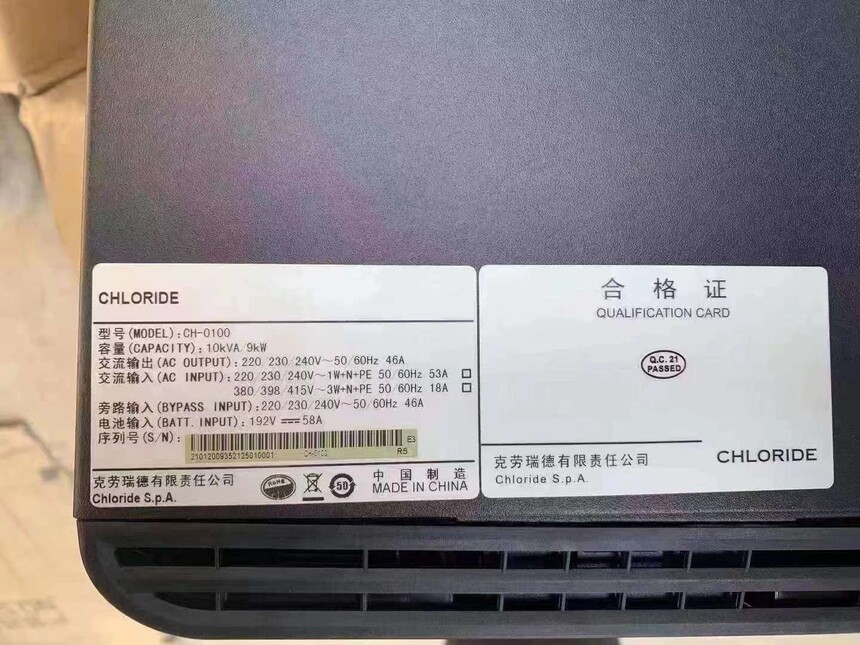 CHLORIDE
型号(MODEL):CH-0100
容量(CAPACITY):10kVA/9kW
交流输出(AC OUTPUT):220/230/240V~50/60Hz 46A
交流输入(AC INPUT):220/230/240V~1W+N+PE 50/60Hz 53A □
380/398/415V~3W+N+PE 50/60Hz 18A □
旁路输入(BYPASS INPUT):220/230/240V~50/60Hz 46A
电池输入(BATT.INPUT):192V 58A
序列号(S/N):
E3
21012009352125010001
CH-0100
R5
克劳瑞德有限责任公司
Chloride S.p.A.
RoHS
50
中国制造
MADE IN CHINA
合格证
QUALIFICATION CARD
Q.C. 21
PASSED
克劳瑞德有限责任公司
Chloride S.p.A.
CHLORIDE